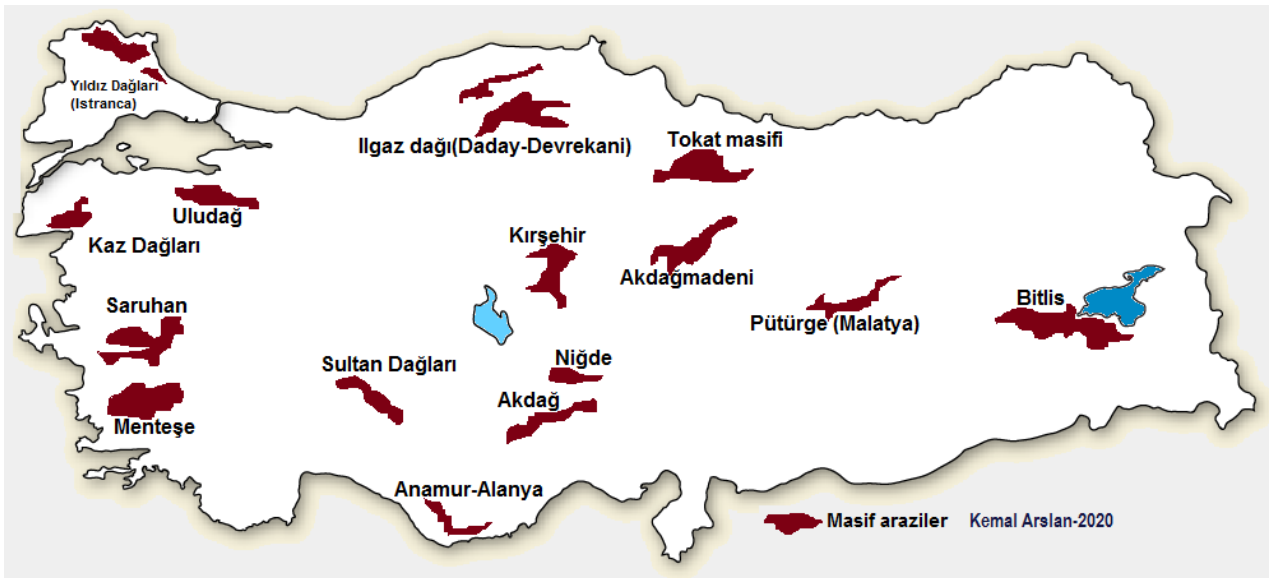 Yıldız Dağları
(Istranca)
Ilgaz dağı(Daday-Devrekani)
Tokat masifi
Uludağ
Kaz Dağları
Kırşehir
Akdağmadeni
Saruhan
Bitlis
Pütürge (Malatya)
Sultan Dağları
Niğde
Akdağ
Menteşe
Anamur-Alanya
Masif araziler Kemal Arslan-2020